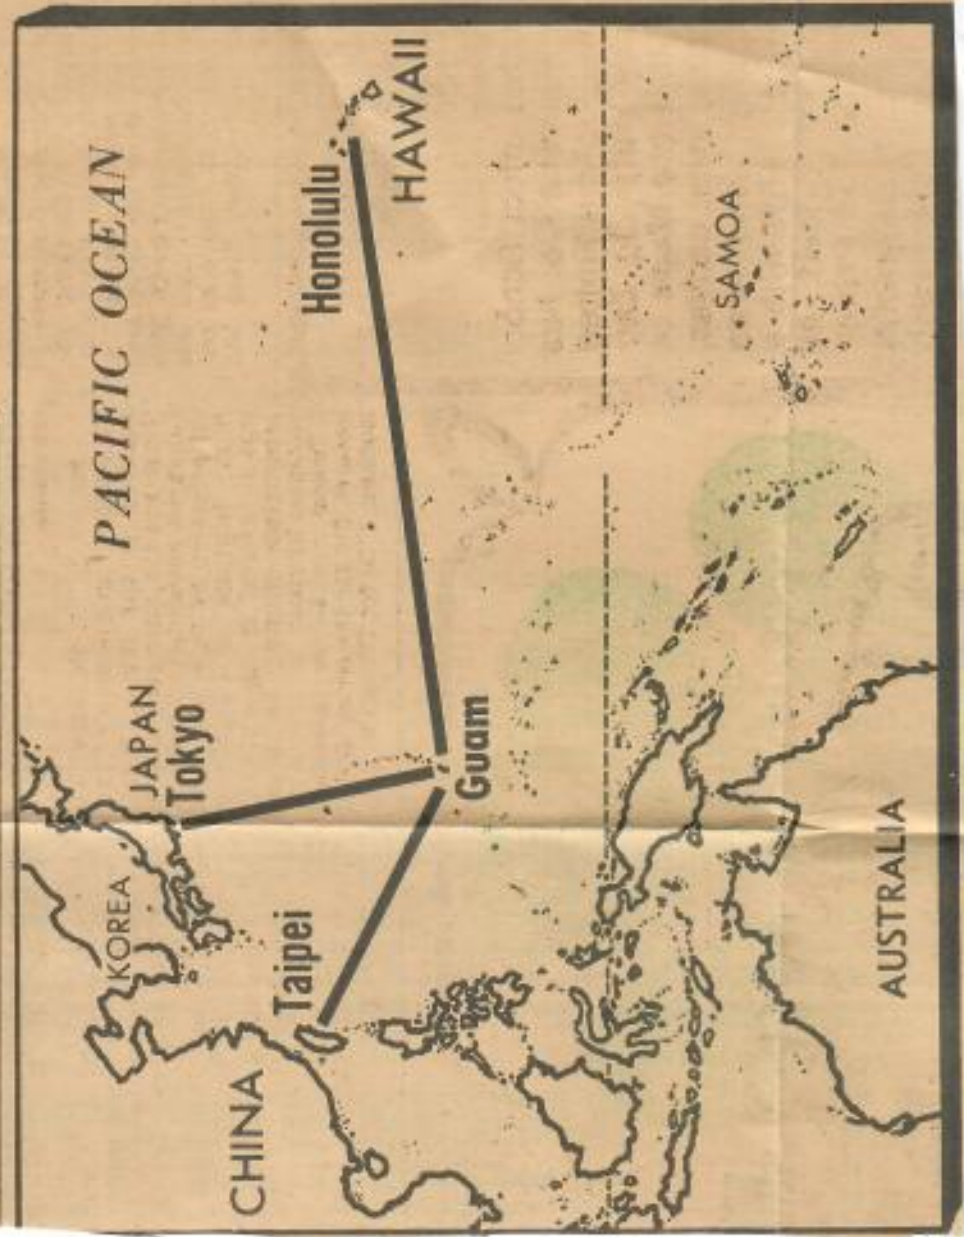 PACIFIC OCEAN
KOREA
JAPAN
Tokyo
CHINA
Taipei
Honolulu
HAWAII
Guam
SAMOA
AUSTRALIA